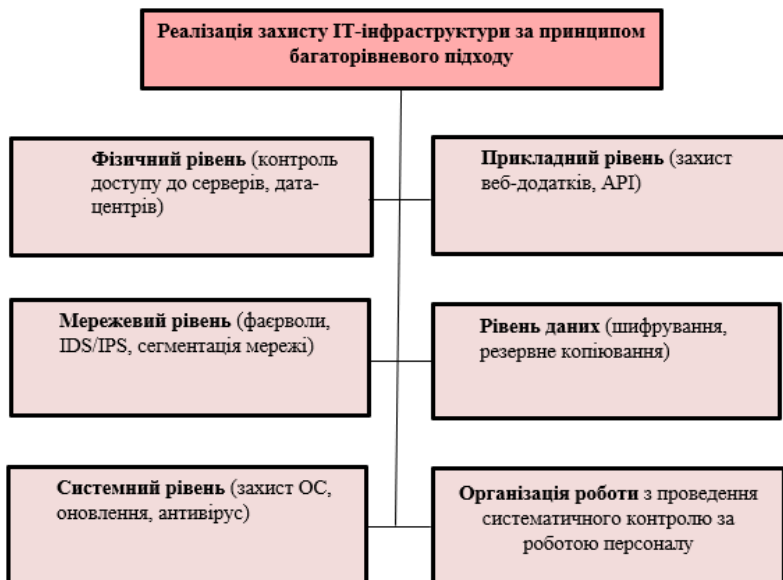 Реалізація захисту ІТ-інфраструктури за принципом
багаторівневого підходу
Фізичний рівень (контроль
доступу до серверів, дата-
центрів)
Прикладний рівень (захист
веб-додатків, API)
Мережевий рівень (фаєрволи,
IDS/IPS, сегментація мережі)
Рівень даних (шифрування,
резервне копіювання)
Системний рівень (захист ОС,
оновлення, антивірус)
Організація роботи з проведення
систематичного контролю за
роботою персоналу